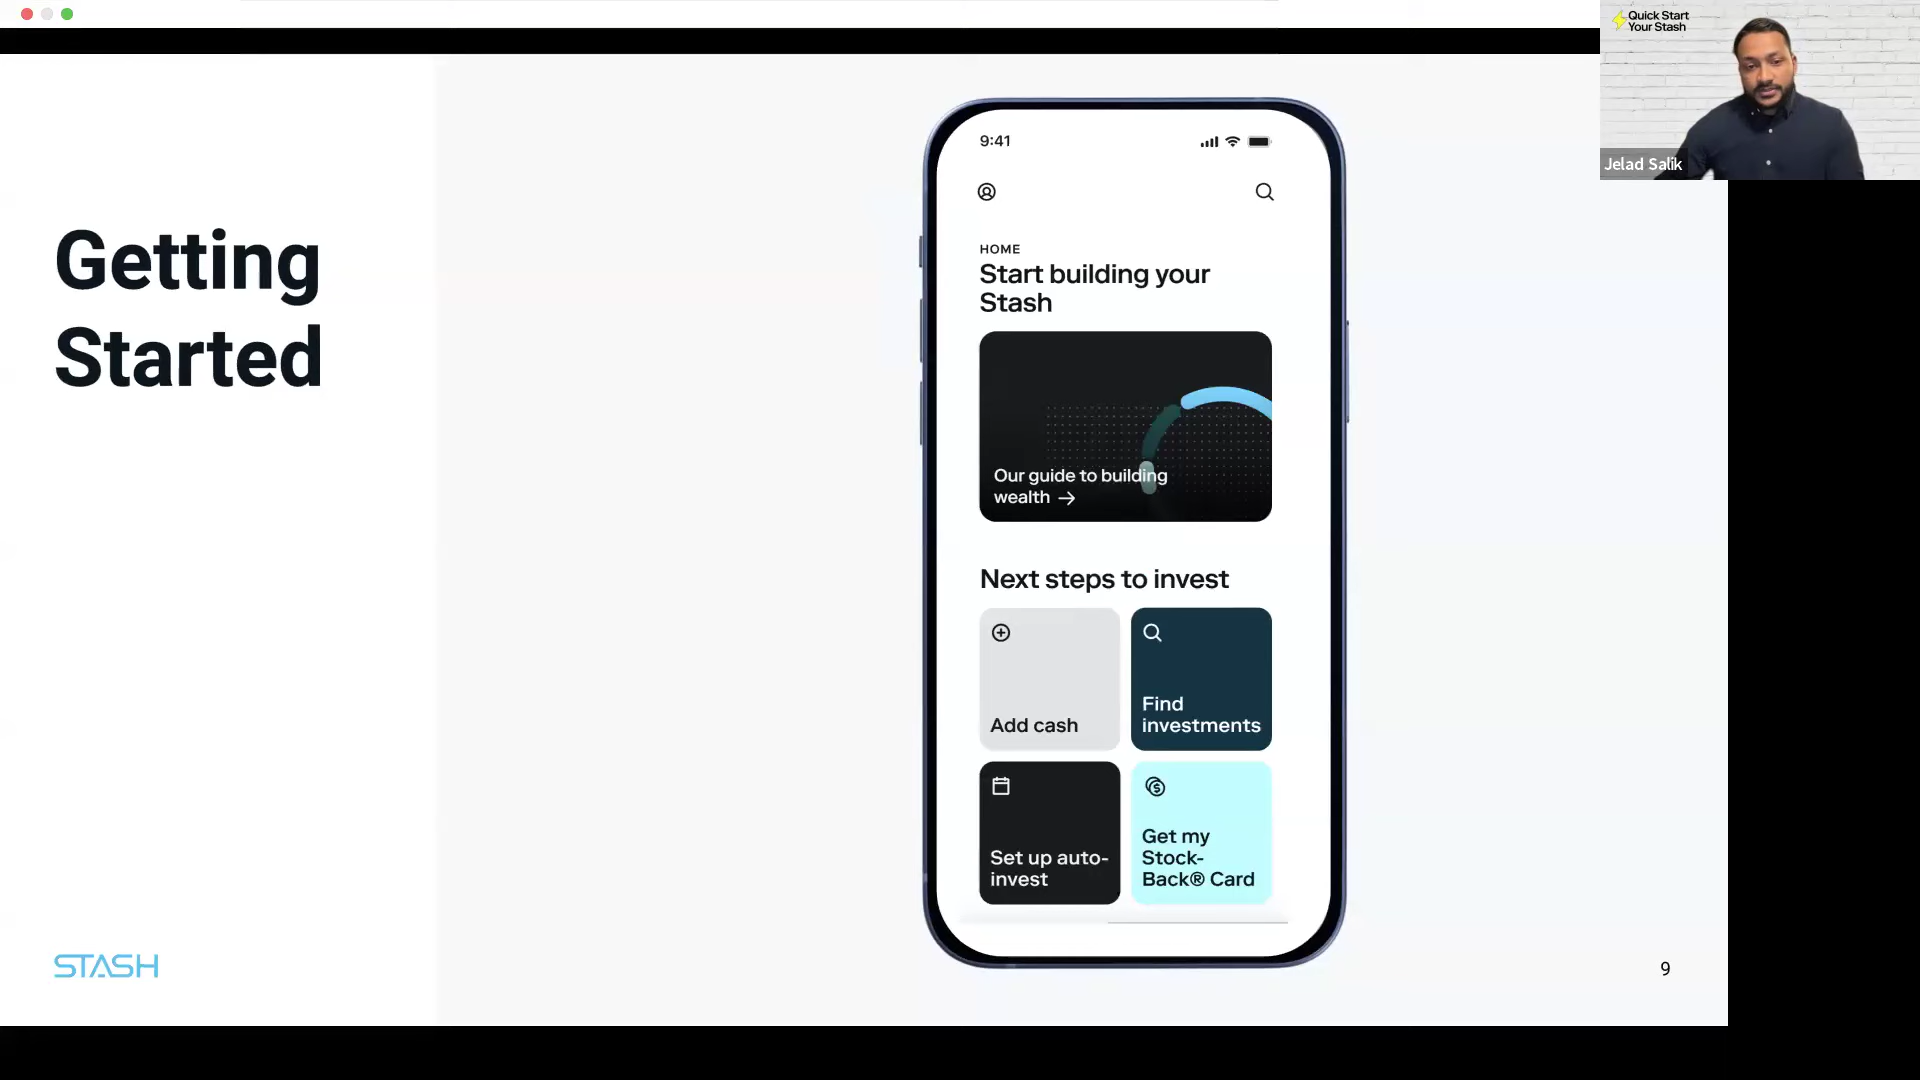 Quick Start
Your Stash
Jelad Salik
Getting
Started
9:41
HOME
Start building your
Stash
Our guide to building
wealth →
Next steps to invest
Add cash
Find
investments
Set up auto-
invest
Get my
Stock-
Back® Card
STASH
9